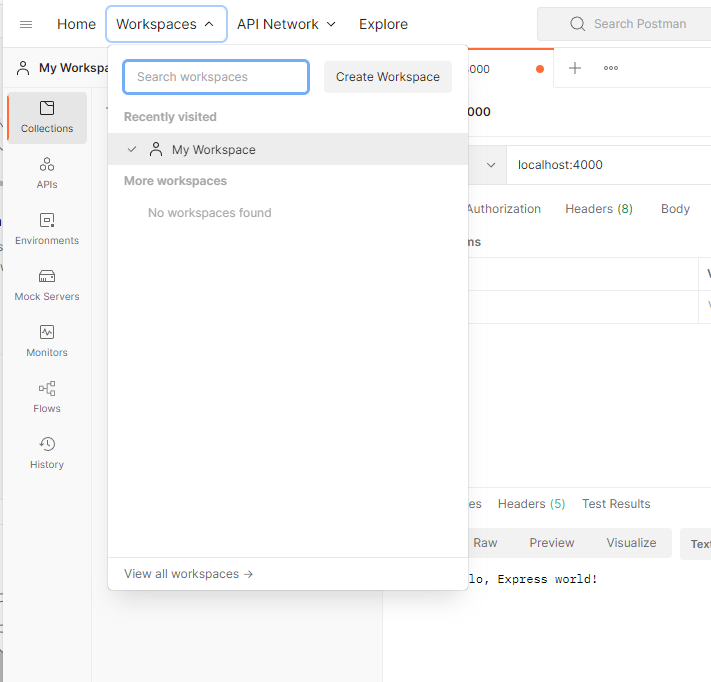 Home Workspaces API Network Explore Search Postman
My Workspa
Search workspaces Create Workspace
Recently visited
My Workspace
More workspaces
No workspaces found
View all workspaces →
Collections
APIs
Environments
Mock Servers
Monitors
Flows
History
000
000
localhost:4000
Authorization Headers (8) Body
ms
es Headers (5) Test Results
Raw Preview Visualize Text
lo, Express world!